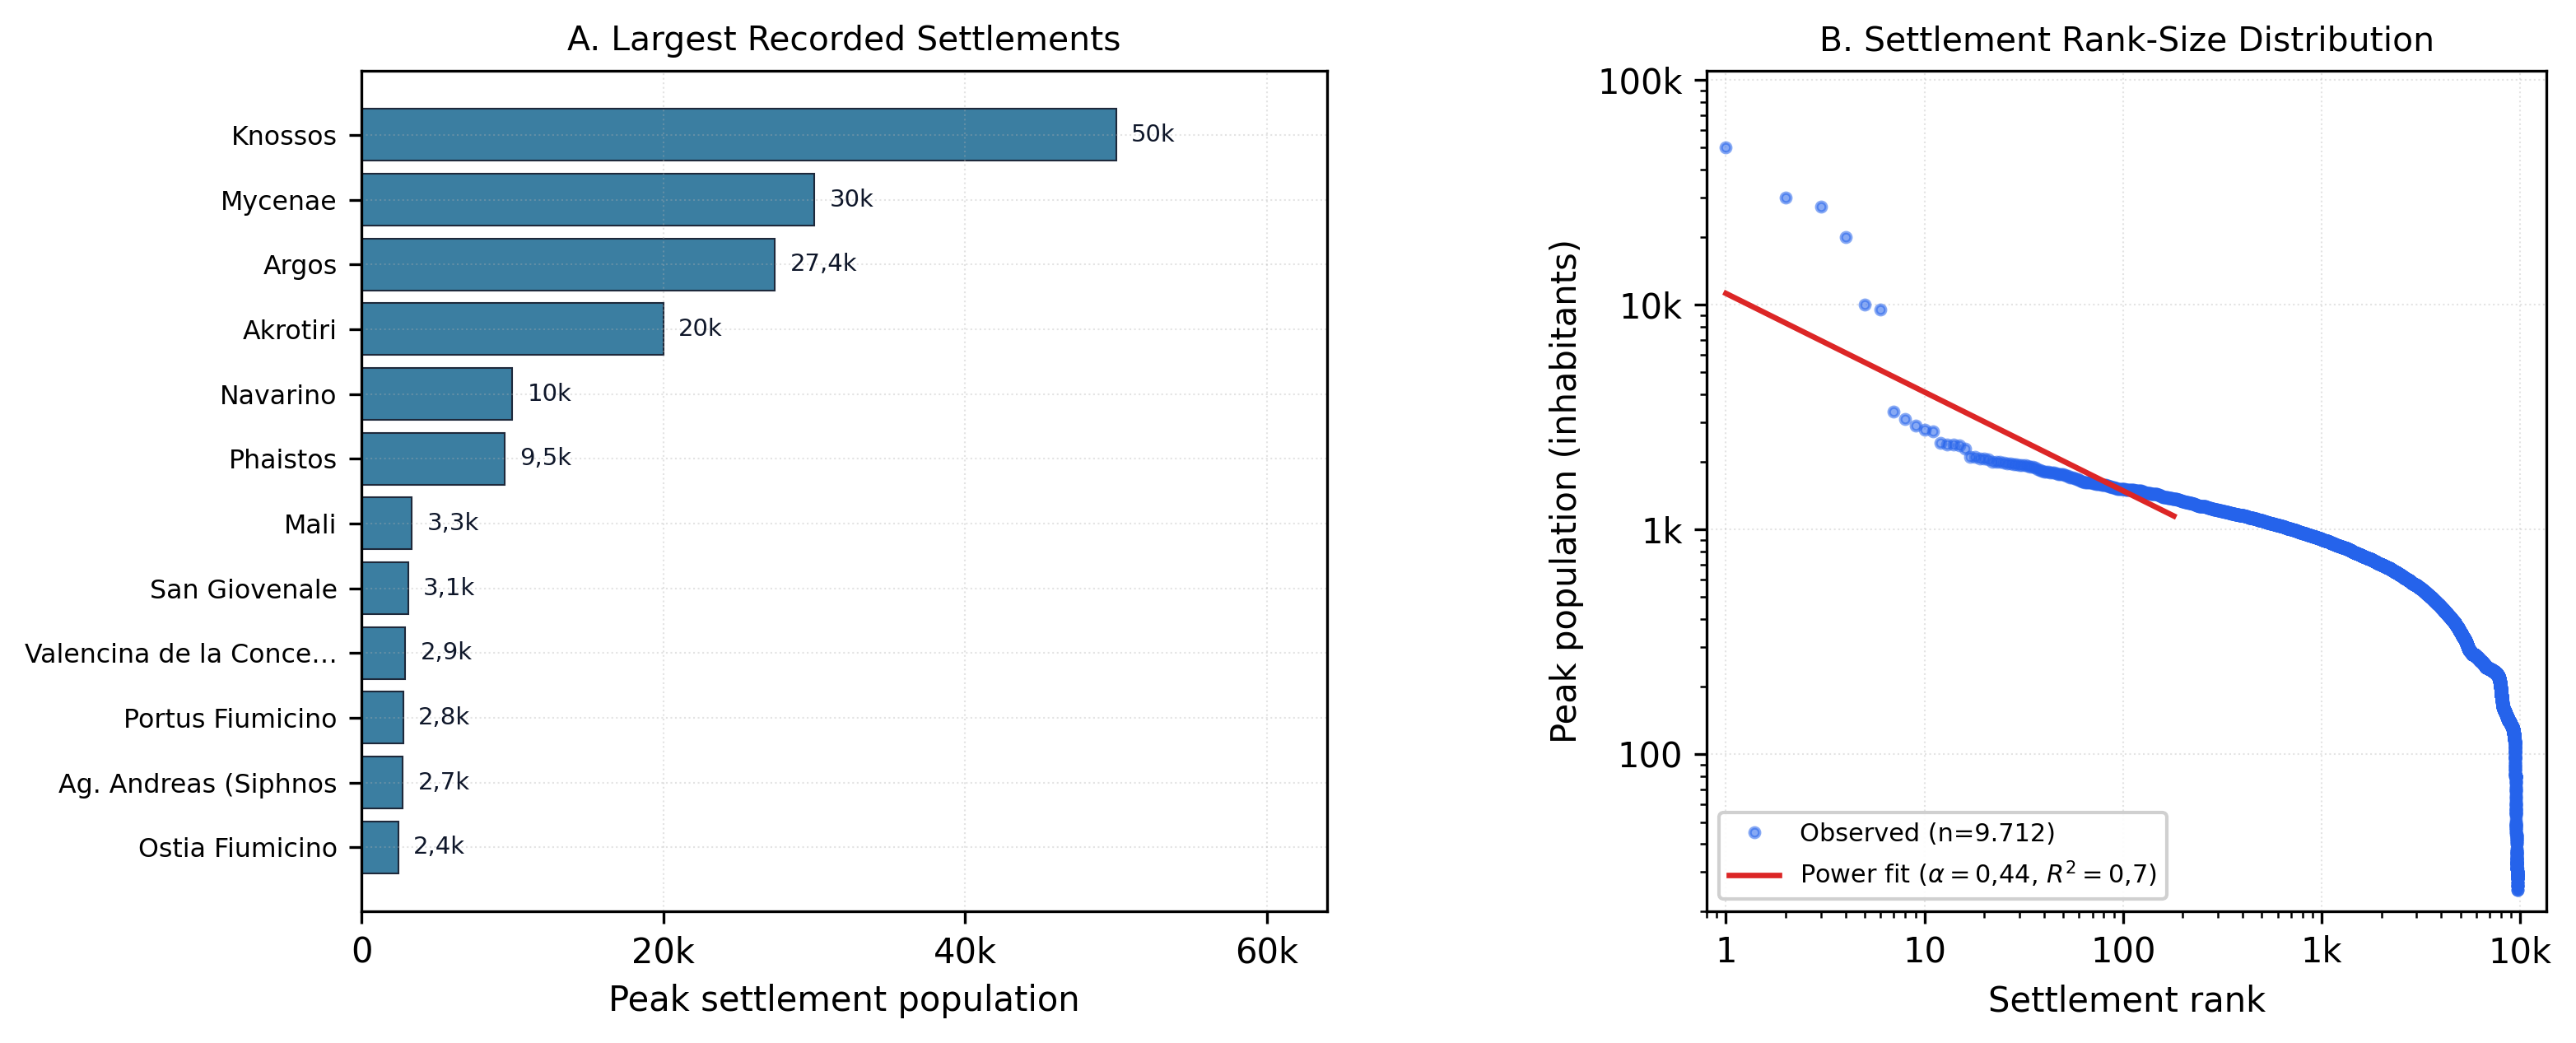 A. Largest Recorded Settlements
Knossos
50k
Mycenae
30k
Argos
27,4k
Akrotiri
20k
Navarino
10k
Phaistos
9,5k
Mali
3,3k
San Giovenale
3,1k
Valencina de la Conce...
2,9k
Portus Fiumicino
2,8k
Ag. Andreas (Siphnos
2,7k
Ostia Fiumicino
2,4k
0 20k 40k 60k
Peak settlement population
B. Settlement Rank-Size Distribution
Peak population (inhabitants)
100k
10k
1k
100
Observed (n=9.712)
Power fit (α = 0,44, R² = 0,7)
1 10 100 1k 10k
Settlement rank